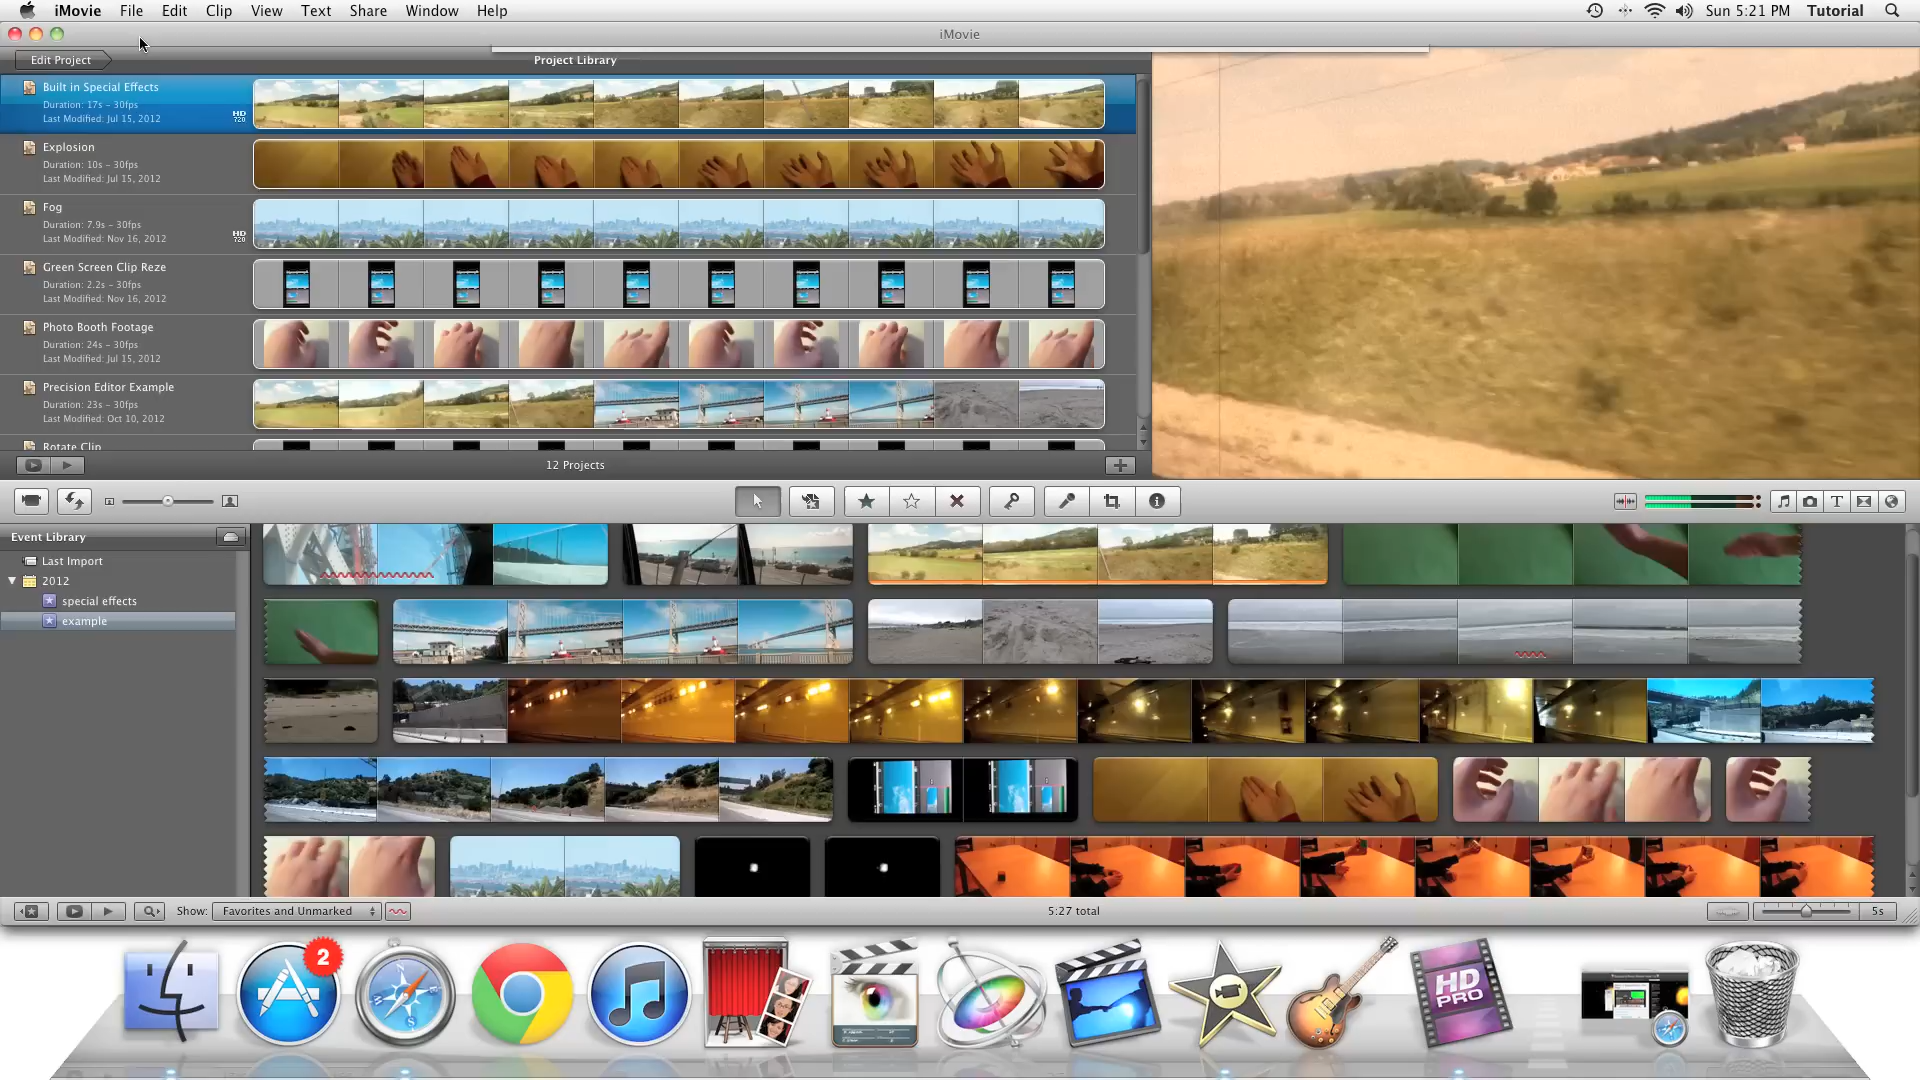 iMovie File Edit Clip View Text Share Window Help Sun 5:21 PM Tutorial
iMovie
Edit Project Project Library
Built in Special Effects
Duration: 17s - 30fps
Last Modified: Jul 15, 2012
HD
720
Explosion
Duration: 10s - 30fps
Last Modified: Jul 15, 2012
Fog
Duration: 7.9s - 30fps
Last Modified: Nov 16, 2012
HD
720
Green Screen Clip Reze
Duration: 2.2s - 30fps
Last Modified: Nov 16, 2012
Photo Booth Footage
Duration: 24s - 30fps
Last Modified: Jul 15, 2012
Precision Editor Example
Duration: 23s - 30fps
Last Modified: Oct 10, 2012
Rotate Clip
12 Projects
Event Library
Last Import
2012
special effects
example
Show: Favorites and Unmarked 5:27 total 5s
2
HD
PRO